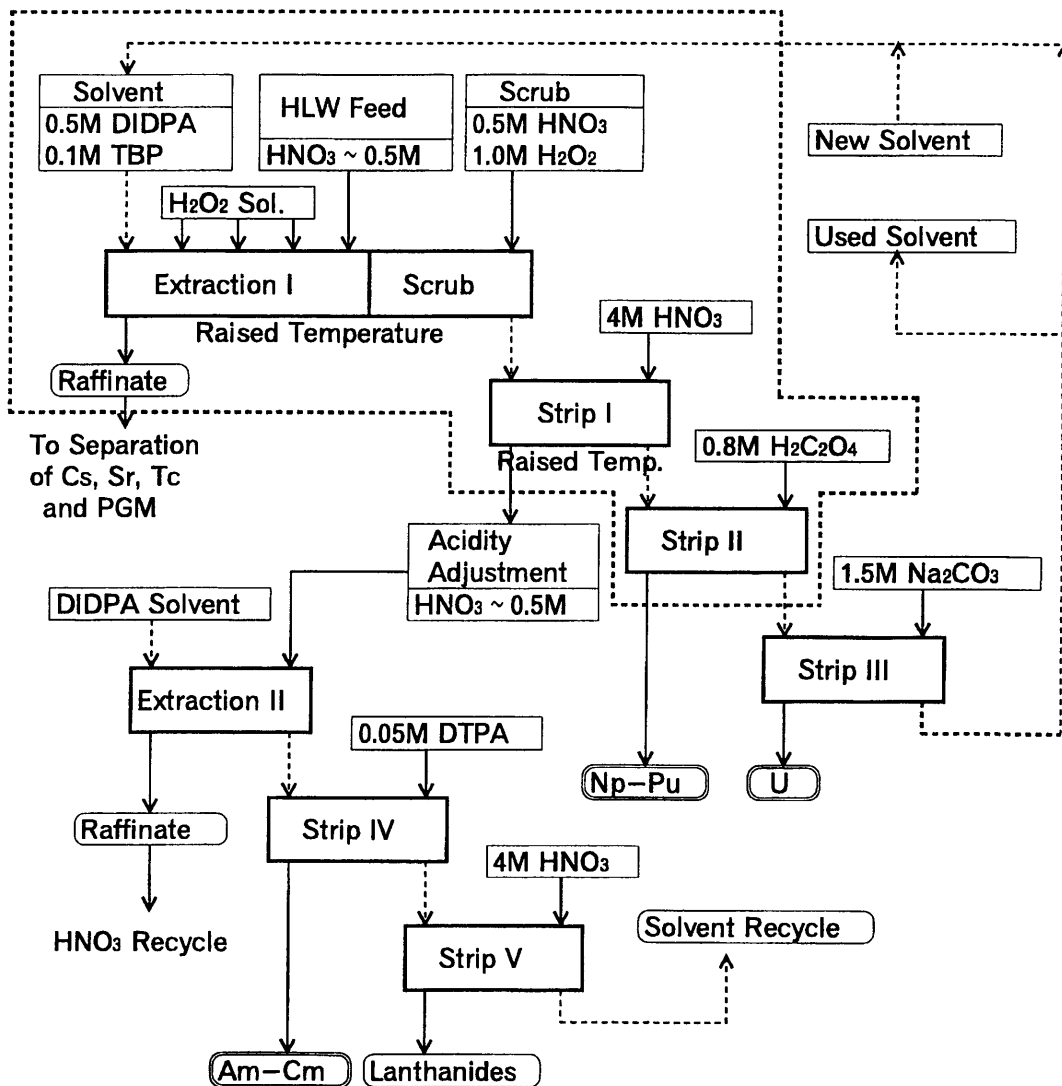 Solvent
0.5M DIDPA
0.1M TBP
HLW Feed
HNO₃ ~ 0.5M
Scrub
0.5M HNO₃
1.0M H₂O₂
New Solvent
Used Solvent
H₂O₂ Sol.
Extraction I
Scrub
Raised Temperature
4M HNO₃
Raffinate
Strip I
Raised Temp.
To Separation
of Cs, Sr, Tc
and PGM
0.8M H₂C₂O₄
Acidity
Adjustment
HNO₃ ~ 0.5M
Strip II
1.5M Na₂CO₃
DIDPA Solvent
Extraction II
Strip III
0.05M DTPA
Np-Pu
U
Raffinate
Strip IV
4M HNO₃
HNO₃ Recycle
Solvent Recycle
Strip V
Am-Cm
Lanthanides